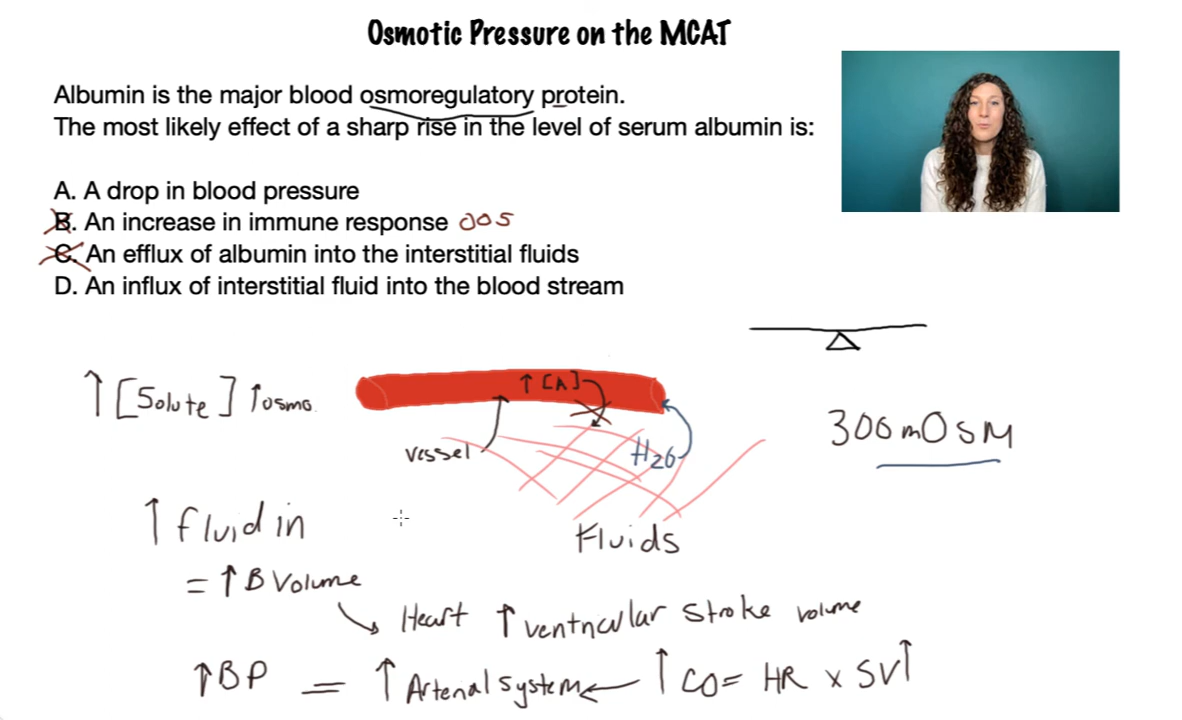 Osmotic Pressure on the MCAT
Albumin is the major blood osmoregulatory protein.
The most likely effect of a sharp rise in the level of serum albumin is:
A. A drop in blood pressure
B. An increase in immune response OOS
C. An efflux of albumin into the interstitial fluids
D. An influx of interstitial fluid into the blood stream
↑ [Solute] ↑osmo.
↑ [A]
vessel
H2O
300 mOsM
Fluids
↑ fluid in
= ↑ B Volume
Heart ↑ ventricular stroke volume
↑BP = ↑ Arterial system ← ↑ CO = HR x SV↑